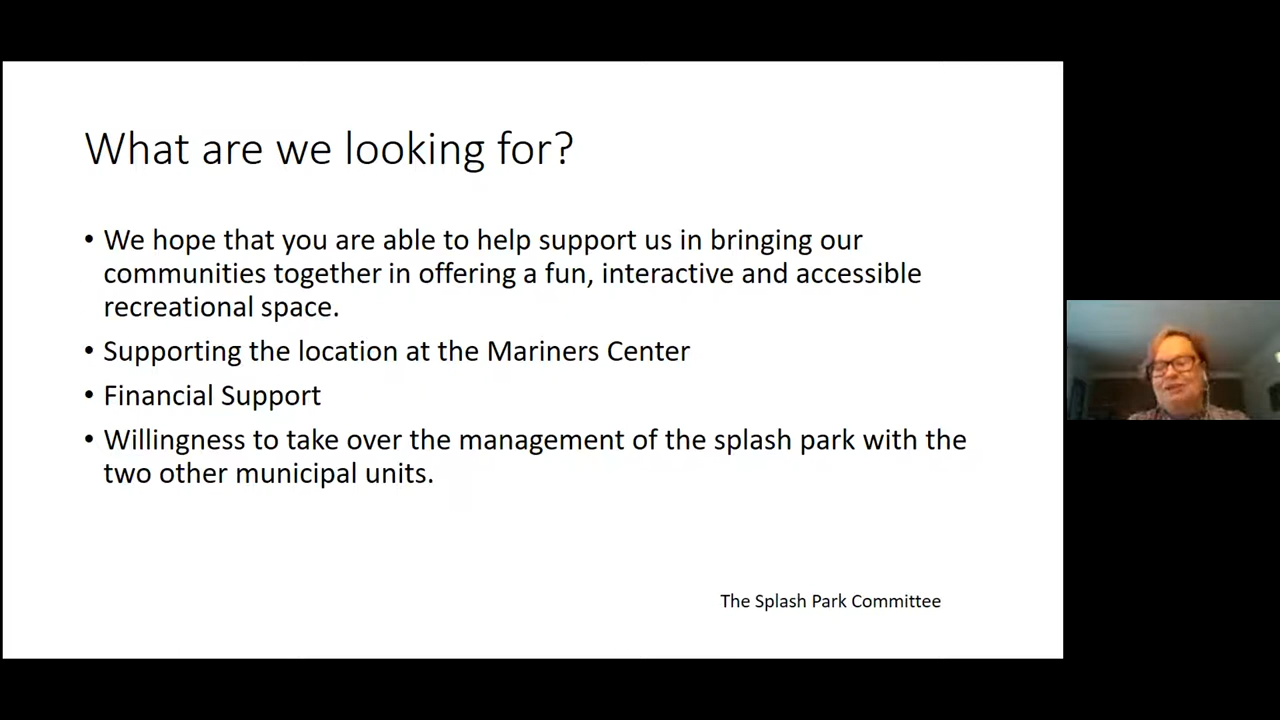 What are we looking for?
• We hope that you are able to help support us in bringing our
communities together in offering a fun, interactive and accessible
recreational space.
• Supporting the location at the Mariners Center
• Financial Support
• Willingness to take over the management of the splash park with the
two other municipal units.
The Splash Park Committee